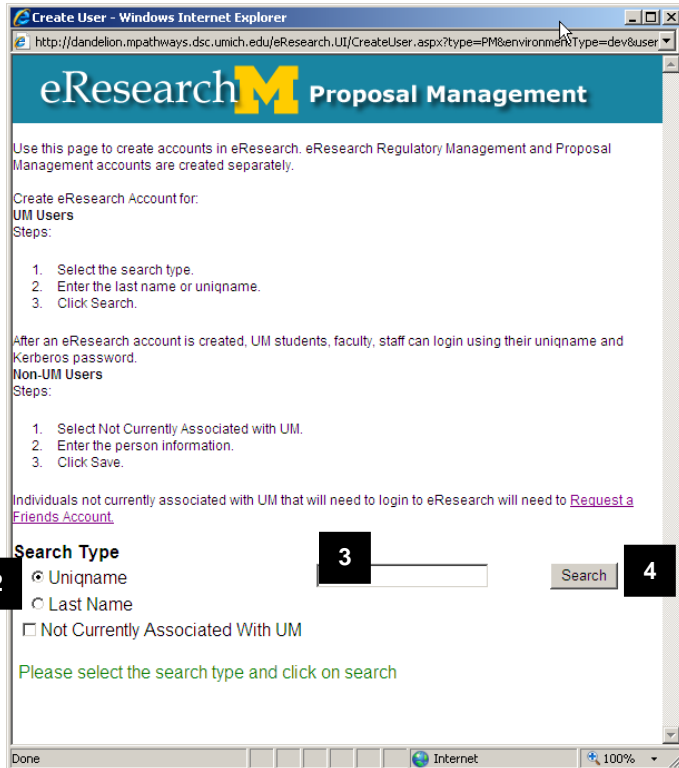 Create User - Windows Internet Explorer
http://dandelion.mpathways.dsc.umich.edu/eResearch.UI/CreateUser.aspx?type=PM&environmentType=dev&user
eResearch M Proposal Management
Use this page to create accounts in eResearch. eResearch Regulatory Management and Proposal
Management accounts are created separately.
Create eResearch Account for:
UM Users
Steps:
1. Select the search type.
2. Enter the last name or uniqname.
3. Click Search.
After an eResearch account is created, UM students, faculty, staff can login using their uniqname and
Kerberos password.
Non-UM Users
Steps:
1. Select Not Currently Associated with UM.
2. Enter the person information.
3. Click Save.
Individuals not currently associated with UM that will need to login to eResearch will need to Request a
Friends Account.
Search Type
3
2 Uniqname Search 4
Last Name
Not Currently Associated With UM
Please select the search type and click on search
Done Internet 100%